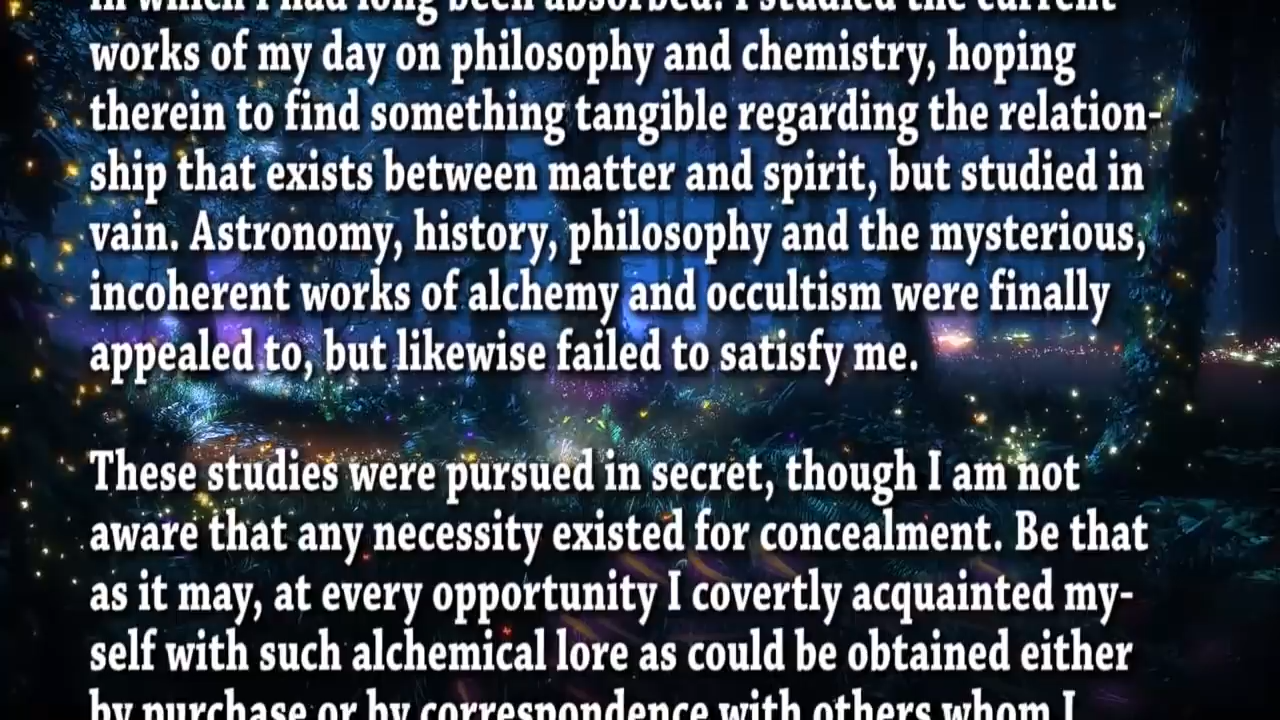 in which I had long been absorbed. I studied the current
works of my day on philosophy and chemistry, hoping
therein to find something tangible regarding the relation-
ship that exists between matter and spirit, but studied in
vain. Astronomy, history, philosophy and the mysterious,
incoherent works of alchemy and occultism were finally
appealed to, but likewise failed to satisfy me.
These studies were pursued in secret, though I am not
aware that any necessity existed for concealment. Be that
as it may, at every opportunity I covertly acquainted my-
self with such alchemical lore as could be obtained either
by purchase or by correspondence with others whom I